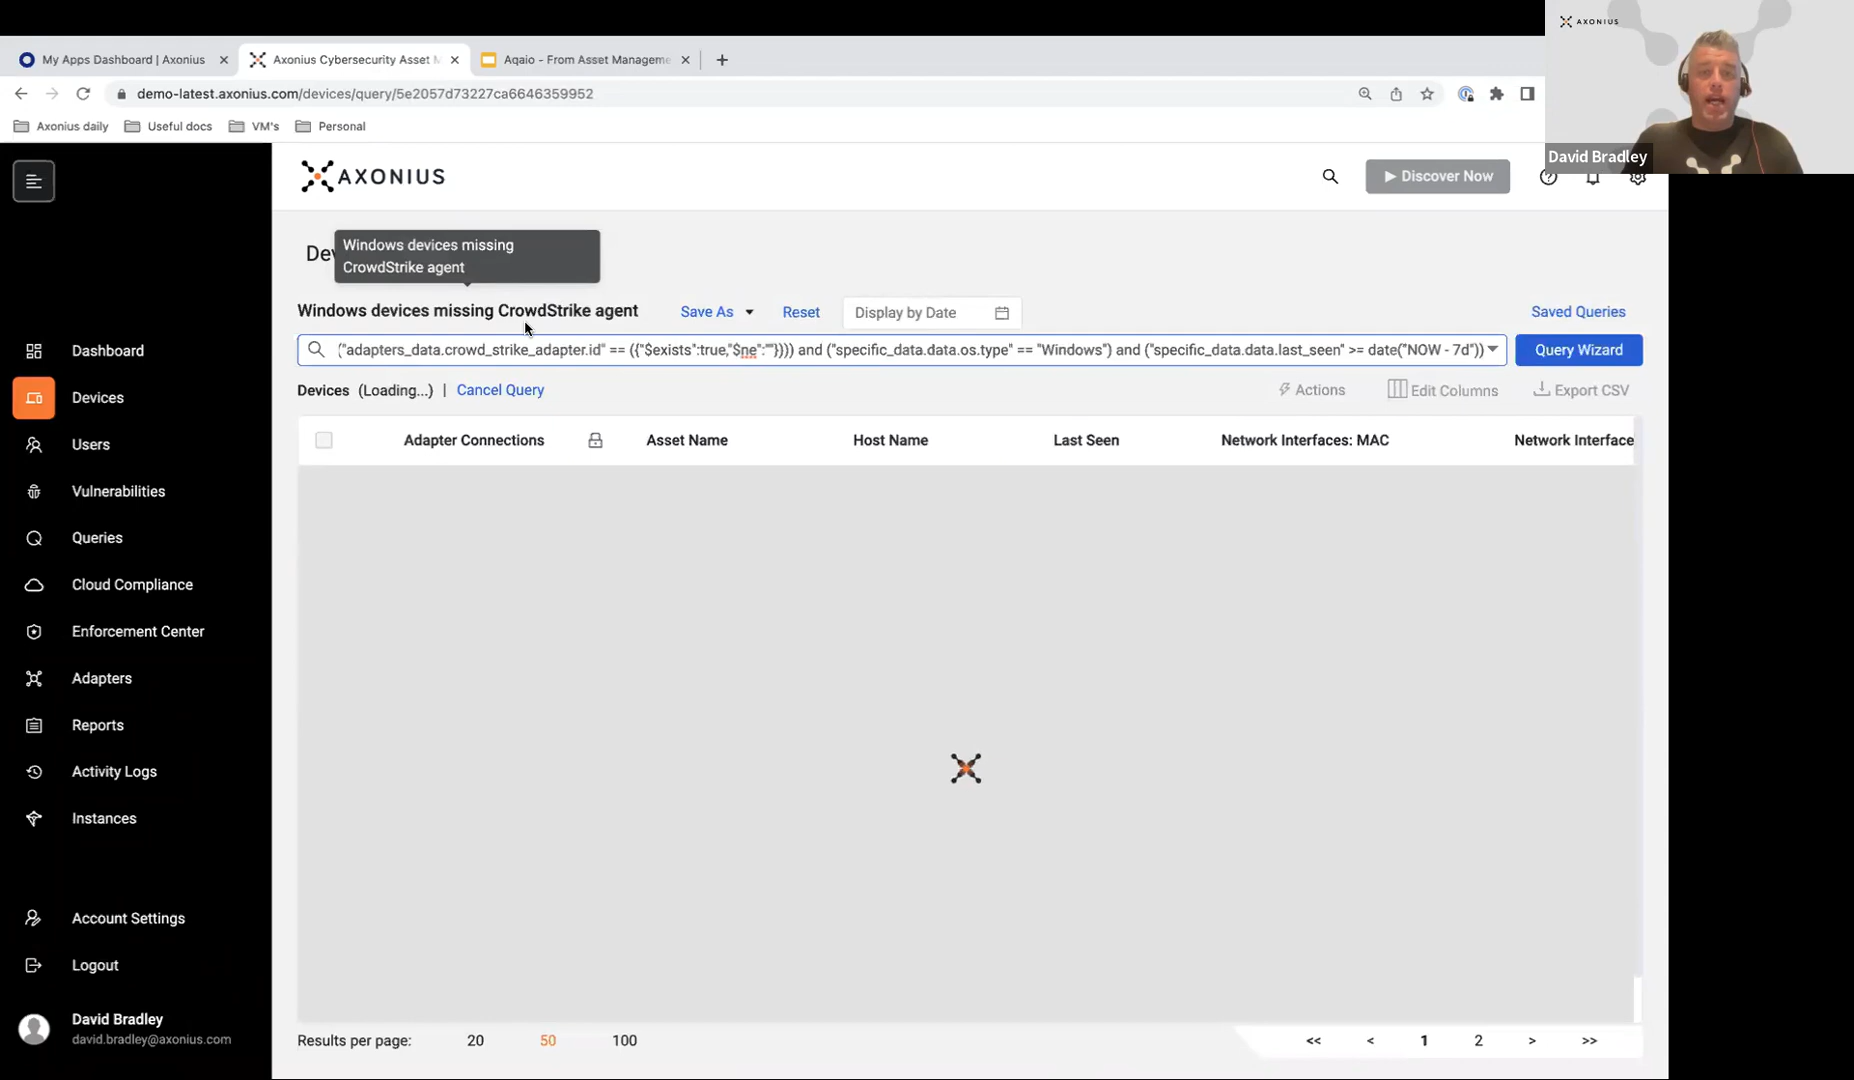 My Apps Dashboard | Axonius
Axonius Cybersecurity Asset M
Aqaio - From Asset Manageme
AXONIUS
demo-latest.axonius.com/devices/query/5e2057d73227ca6646359952
Axonius daily
Useful docs
VM's
Personal
David Bradley
AXONIUS
Discover Now
Dev
Windows devices missing
CrowdStrike agent
Windows devices missing CrowdStrike agent
Save As
Reset
Display by Date
Saved Queries
("adapters_data.crowd_strike_adapter.id" == ({"$exists":true,"$ne":""}))) and ("specific_data.data.os.type" == "Windows") and ("specific_data.data.last_seen" >= date("NOW - 7d"))
Query Wizard
Devices (Loading...) | Cancel Query
Actions
Edit Columns
Export CSV
Adapter Connections
Asset Name
Host Name
Last Seen
Network Interfaces: MAC
Network Interface
Dashboard
Devices
Users
Vulnerabilities
Queries
Cloud Compliance
Enforcement Center
Adapters
Reports
Activity Logs
Instances
Account Settings
Logout
David Bradley
david.bradley@axonius.com
Results per page:
20
50
100
<<
<
1
2
>
>>